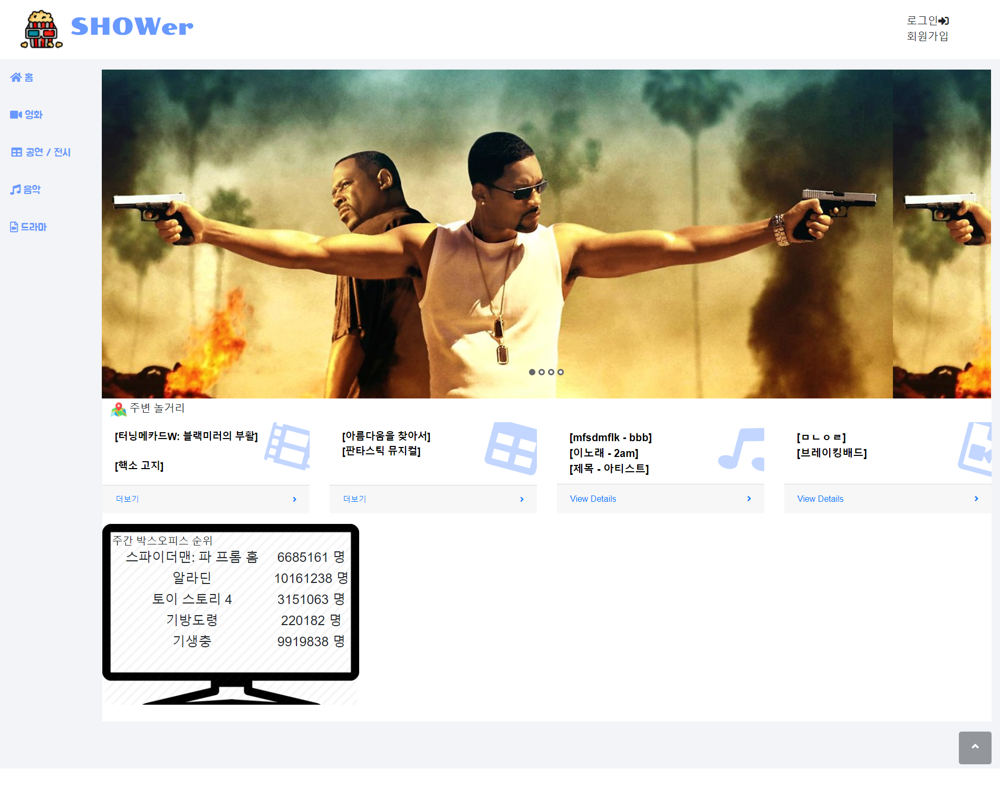 SHOWer
로그인
회원가입
홈
영화
공연 / 전시
음악
드라마
주변 놀거리
[터닝메카드W: 블랙미러의 부활]
[핵소 고지]
더보기
[아름다움을 찾아서]
[판타스틱 뮤지컬]
더보기
[mfsdmflk - bbb]
[이노래 - 2am]
[제목 - 아티스트]
View Details
[ㅁㄴㅇㄹ]
[브레이킹배드]
View Details
주간 박스오피스 순위
스파이더맨: 파 프롬 홈 6685161 명
알라딘 10161238 명
토이 스토리 4 3151063 명
기방도령 220182 명
기생충 9919838 명